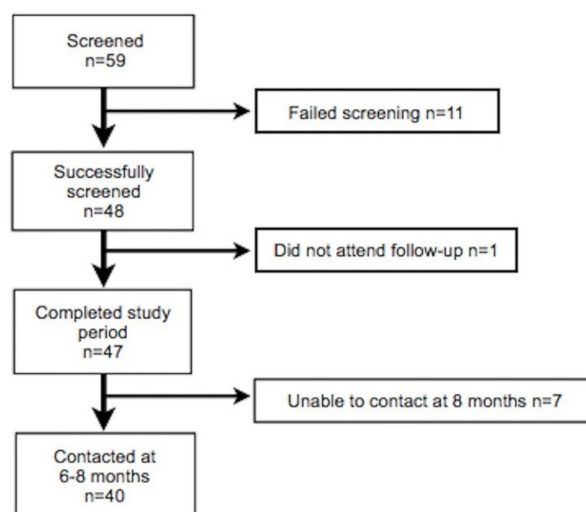 Screened
n=59
Failed screening n=11
Successfully
screened
n=48
Did not attend follow-up n=1
Completed study
period
n=47
Unable to contact at 8 months n=7
Contacted at
6-8 months
n=40